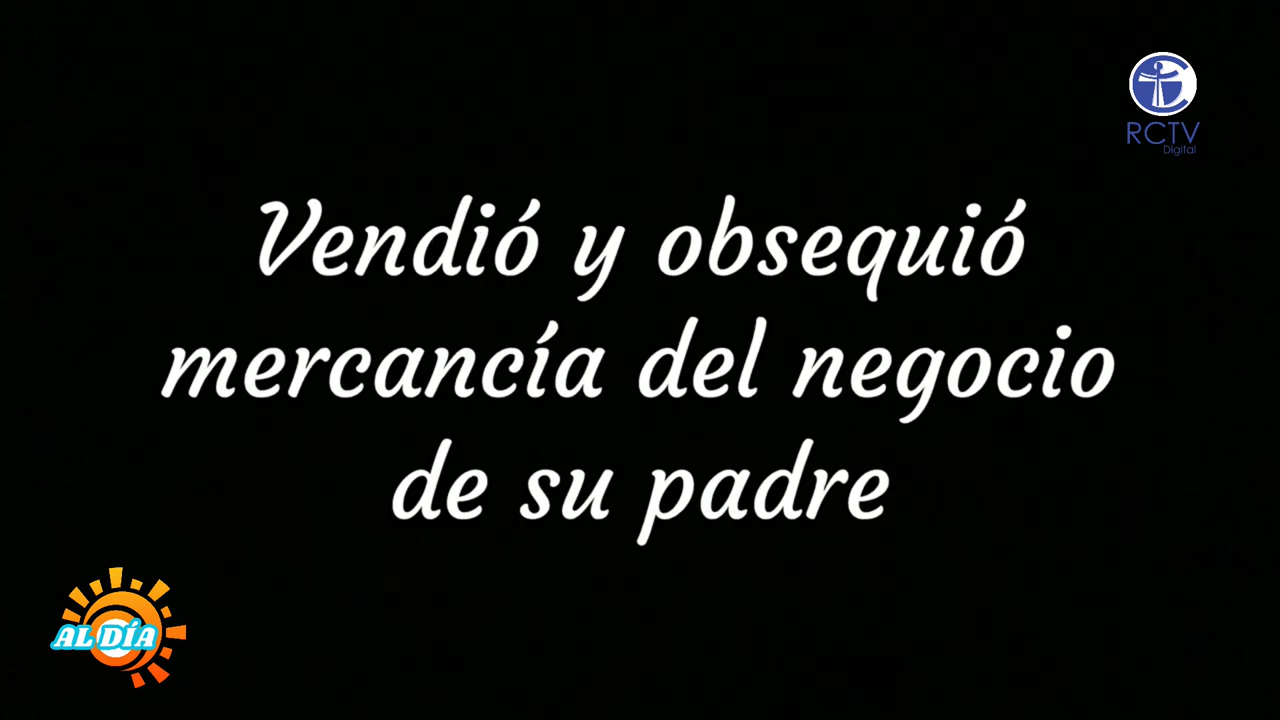 RCTV
Digital
Vendió y obsequió
mercancía del negocio
de su padre
AL DÍA